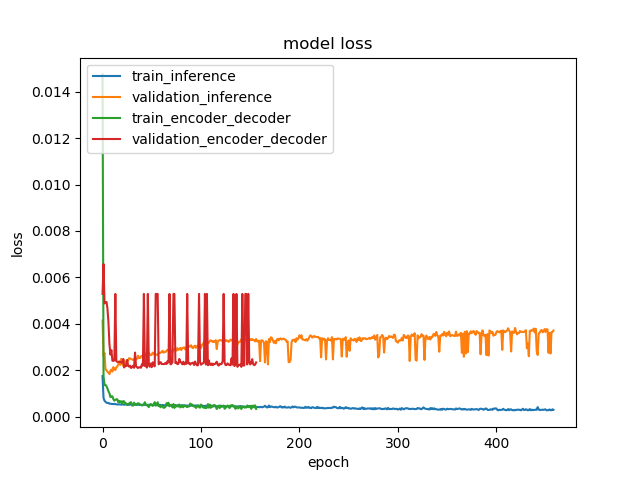 model loss
train_inference
validation_inference
train_encoder_decoder
validation_encoder_decoder
0.014
0.012
0.010
0.008
0.006
0.004
0.002
0.000
loss
0 100 200 300 400
epoch